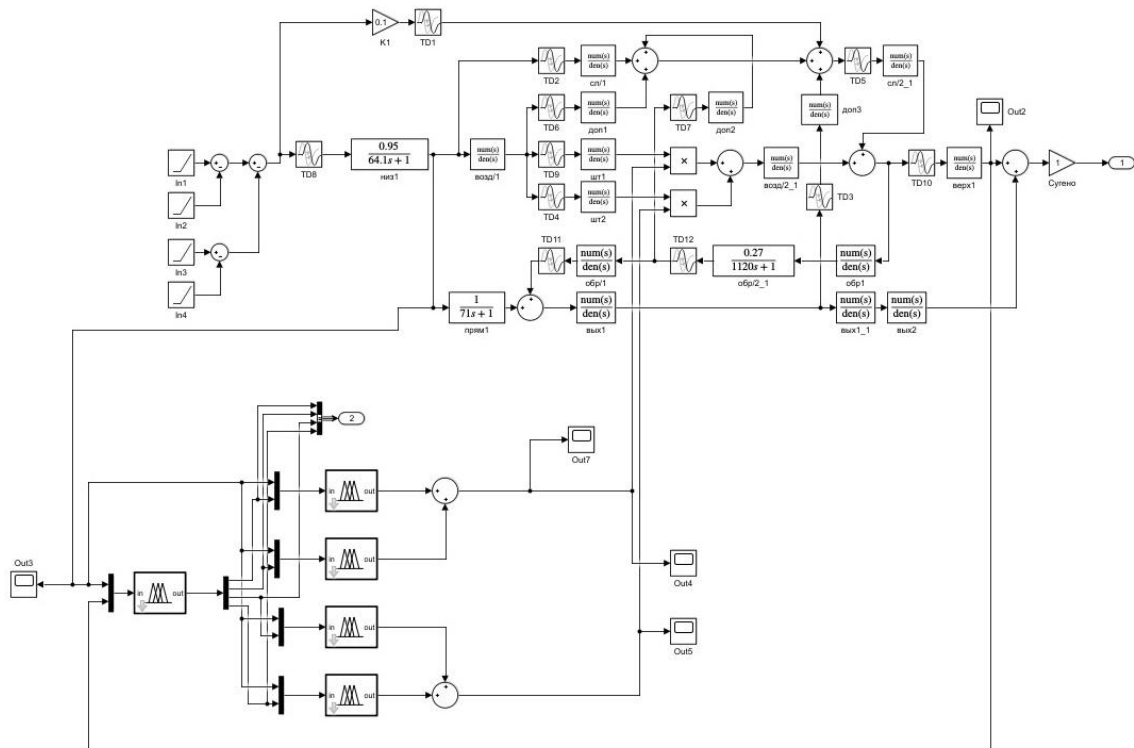 0.1
K1
TD1
num(s)
den(s)
TD2
сл/1
TD5
num(s)
den(s)
сл/2_1
num(s)
den(s)
TD6
доп1
TD7
num(s)
den(s)
доп2
num(s)
den(s)
доп3
Out2
In1
TD8
0.95
64.1s + 1
низ1
num(s)
den(s)
возд/1
TD9
num(s)
den(s)
шт1
×
num(s)
den(s)
возд/2_1
TD10
num(s)
den(s)
верх1
1
Сугено
1
In2
TD4
num(s)
den(s)
шт2
×
TD3
In3
In4
TD11
num(s)
den(s)
обр/1
TD12
0.27
1120s + 1
обр/2_1
num(s)
den(s)
обр1
1
71s + 1
прям1
num(s)
den(s)
вых1
num(s)
den(s)
вых1_1
num(s)
den(s)
вых2
2
Out7
in out
in out
Out3
in out
Out4
in out
Out5
in out